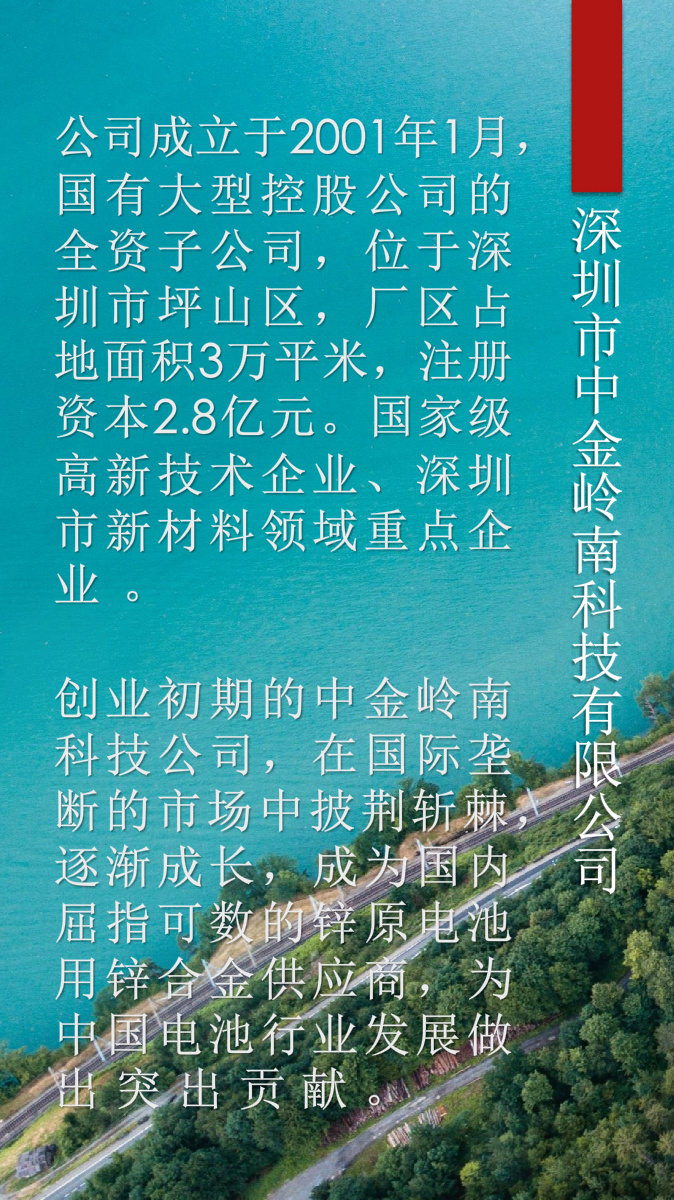 深圳市中金岭南科技有限公司
公司成立于2001年1月，
国有大型控股公司的
全资子公司，位于深
圳市坪山区，厂区占
地面积3万平米，注册
资本2.8亿元。国家级
高新技术企业、深圳
市新材料领域重点企
业 。
创业初期的中金岭南
科技公司，在国际垄
断的市场中披荆斩棘，
逐渐成长，成为国内
屈指可数的锌原电池
用锌合金供应商，为
中国电池行业发展做
出突出贡献。